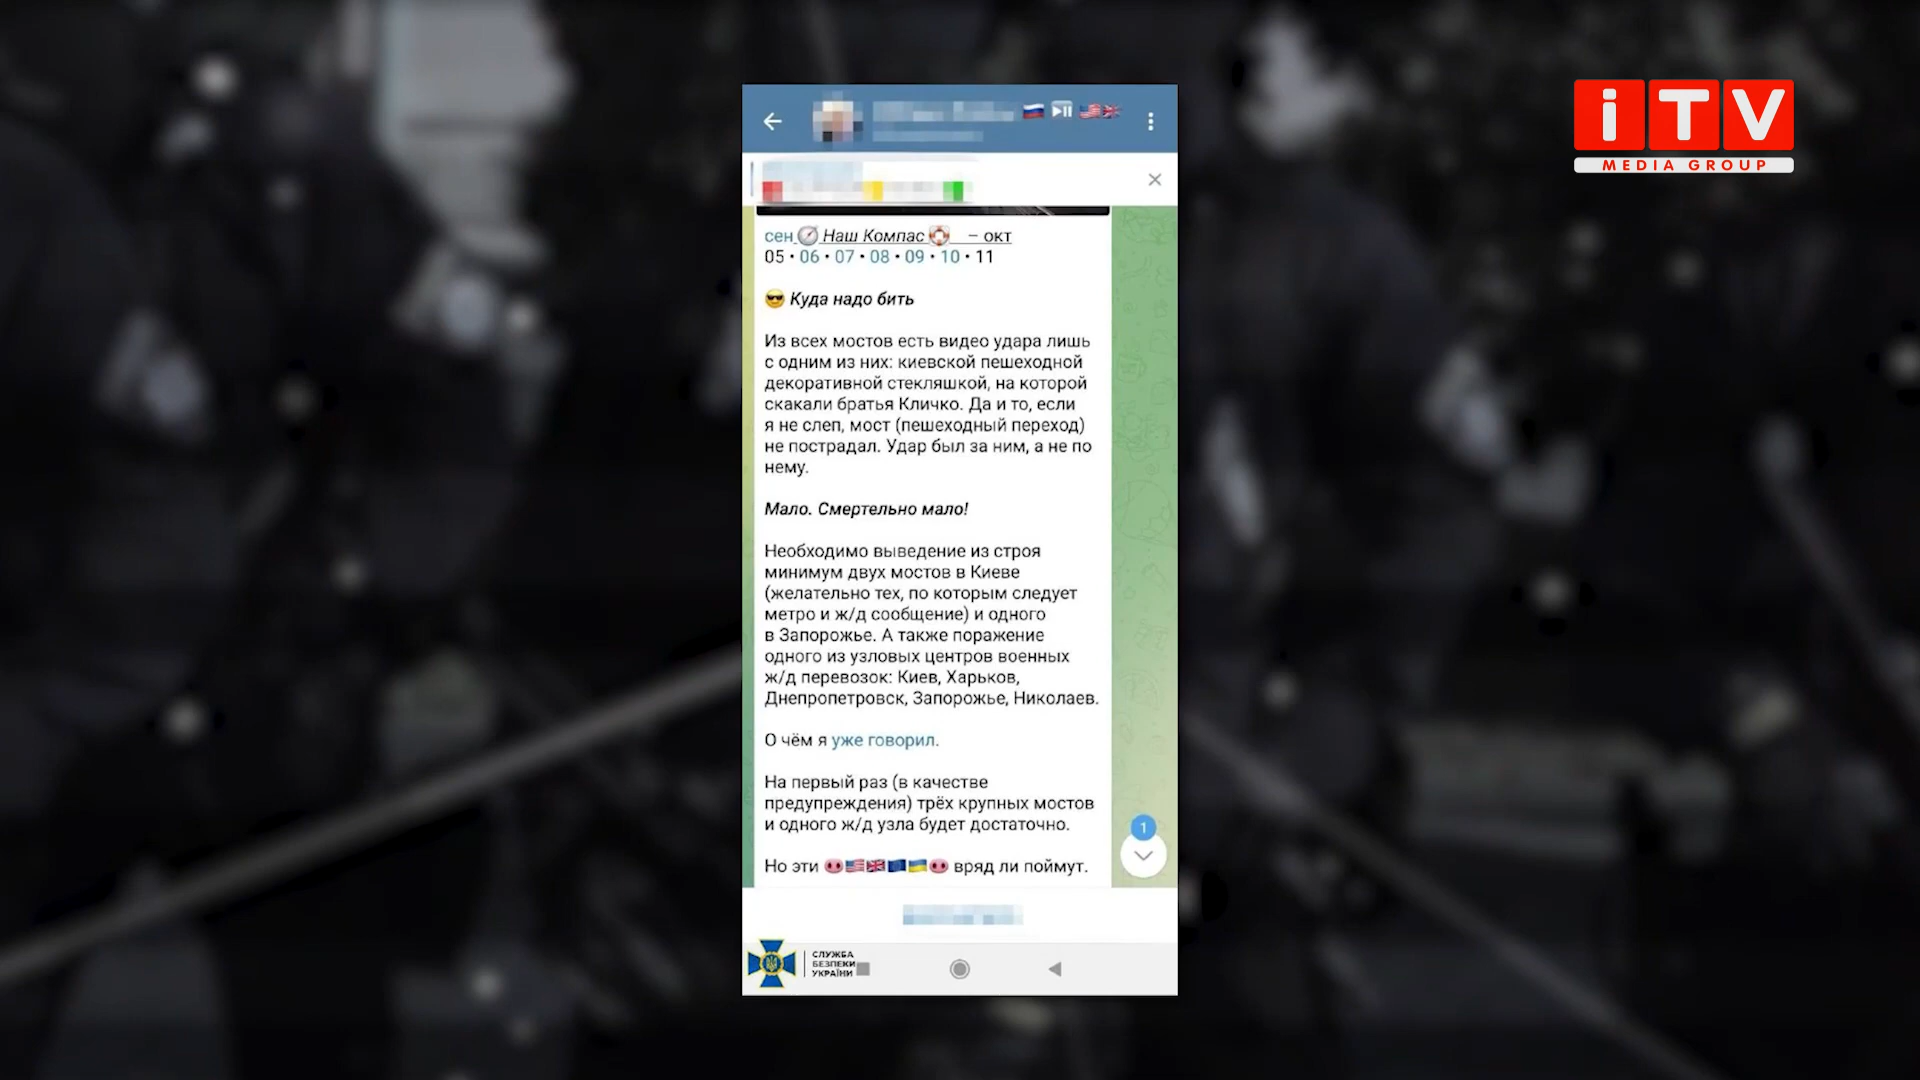 iTV
MEDIA GROUP
сен Наш Компас – окт
05 • 06 • 07 • 08 • 09 • 10 • 11
Куда надо бить
Из всех мостов есть видео удара лишь
с одним из них: киевской пешеходной
декоративной стекляшкой, на которой
скакали братья Кличко. Да и то, если
я не слеп, мост (пешеходный переход)
не пострадал. Удар был за ним, а не по
нему.
Мало. Смертельно мало!
Необходимо выведение из строя
минимум двух мостов в Киеве
(желательно тех, по которым следует
метро и ж/д сообщение) и одного
в Запорожье. А также поражение
одного из узловых центров военных
ж/д перевозок: Киев, Харьков,
Днепропетровск, Запорожье, Николаев.
О чём я уже говорил.
На первый раз (в качестве
предупреждения) трёх крупных мостов
и одного ж/д узла будет достаточно.
1
Но эти вряд ли поймут.
СЛУЖБА
БЕЗПЕКИ
УКРАЇНИ